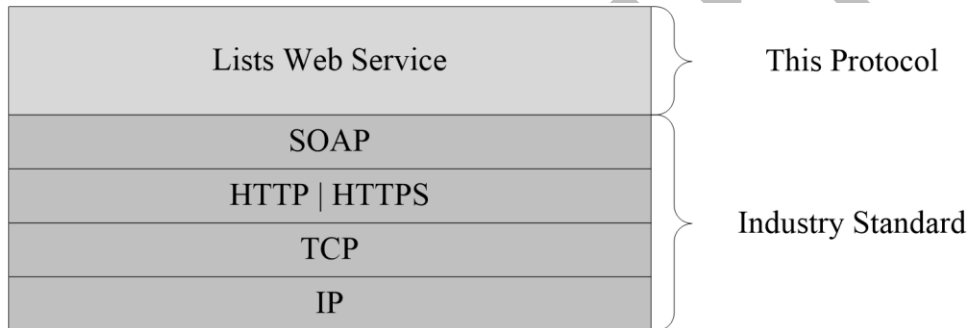 Lists Web Service
This Protocol
SOAP
HTTP | HTTPS
TCP
IP
Industry Standard